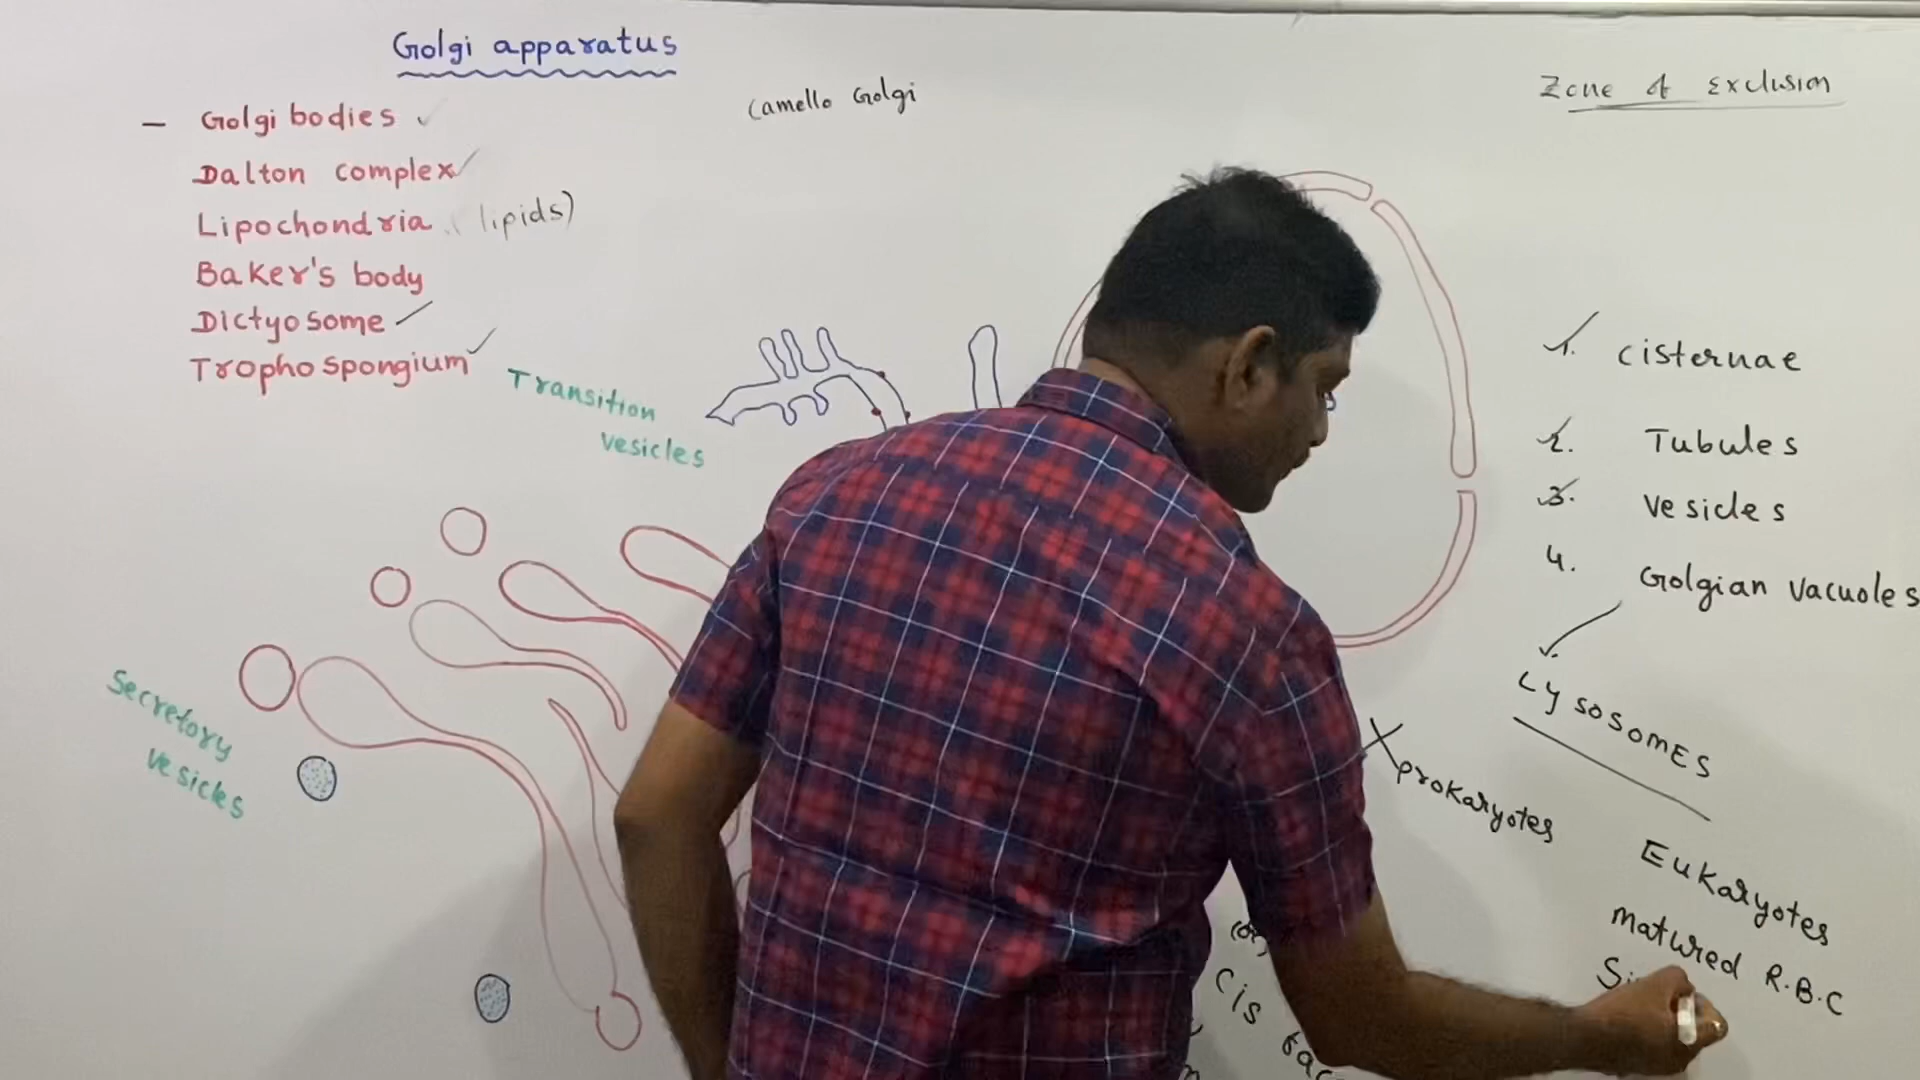 Golgi apparatus
Camello Golgi
Zone of Exclusion
- Golgi bodies ✓
Dalton complex ✓
Lipochondria (lipids)
Baker's body
Dictyosome ✓
Trophospongium ✓
Transition
vesicles
Secretory
vesicles
1. Cisternae
2. Tubules
3. Vesicles
4. Golgian Vacuoles
LysosomES
prokaryotes
Eukaryotes
matured R.B.C
(or)
Cis